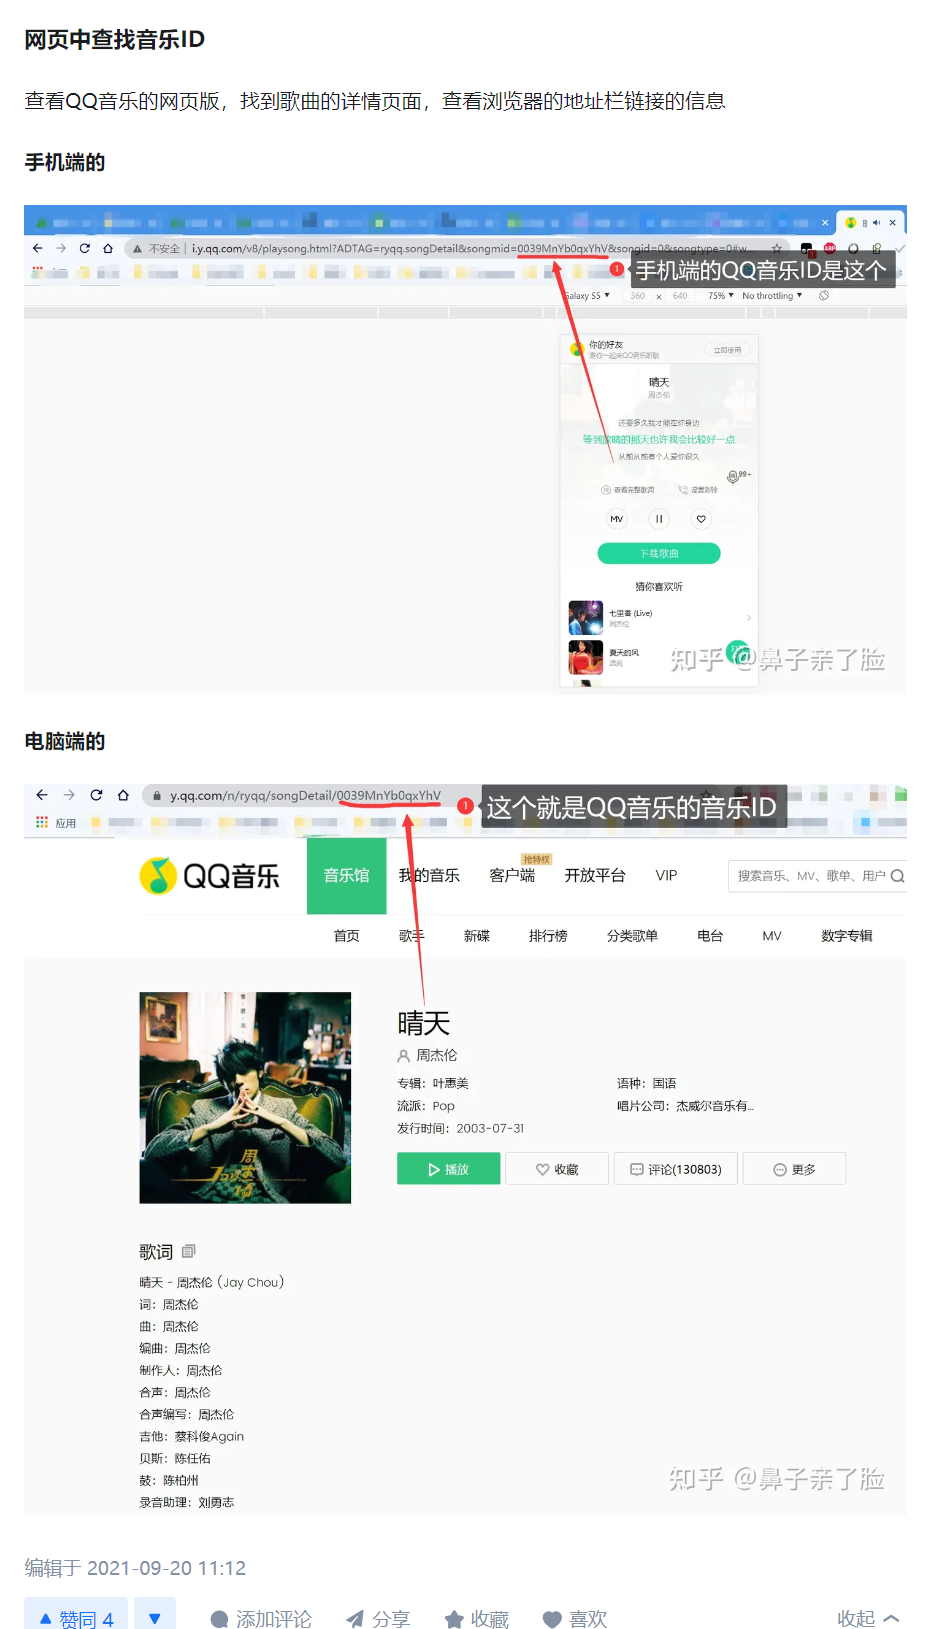 网页中查找音乐ID
查看QQ音乐的网页版，找到歌曲的详情页面，查看浏览器的地址栏链接的信息
手机端的
不安全 | i.y.qq.com/v8/playsong.html?ADTAG=ryqq.songDetail&songmid=0039MnYb0qxYhV&songid=0&songtype=0#w...
1 手机端的QQ音乐ID是这个
Galaxy S5 ▼ 360 × 640 75% ▼ No throttling ▼
你的好友
邀你一起来QQ音乐听歌
立即使用
晴天
周杰伦
还要多久我才能在你身边
等到放晴的那天也许我会比较好一点
从前从前有个人爱你很久
99+
查看完整歌词 设置彩铃
MV
下载歌曲
猜你喜欢听
七里香 (Live)
周杰伦
夏天的风
温岚
知乎 @鼻子亲了脸
电脑端的
y.qq.com/n/ryqq/songDetail/0039MnYb0qxYhV
1 这个就是QQ音乐的音乐ID
应用
QQ音乐 音乐馆 我的音乐 客户端 开放平台 VIP
抢特权
搜索音乐、MV、歌单、用户
首页 歌手 新碟 排行榜 分类歌单 电台 MV 数字专辑
晴天
周杰伦
专辑：叶惠美 语种：国语
流派：Pop 唱片公司：杰威尔音乐有...
发行时间：2003-07-31
播放 收藏 评论(130803) 更多
歌词
晴天 - 周杰伦 (Jay Chou)
词：周杰伦
曲：周杰伦
编曲：周杰伦
制作人：周杰伦
合声：周杰伦
合声编写：周杰伦
吉他：蔡科俊Again
贝斯：陈任佑
鼓：陈柏州
录音助理：刘勇志
知乎 @鼻子亲了脸
编辑于 2021-09-20 11:12
赞同 4 添加评论 分享 收藏 喜欢 收起